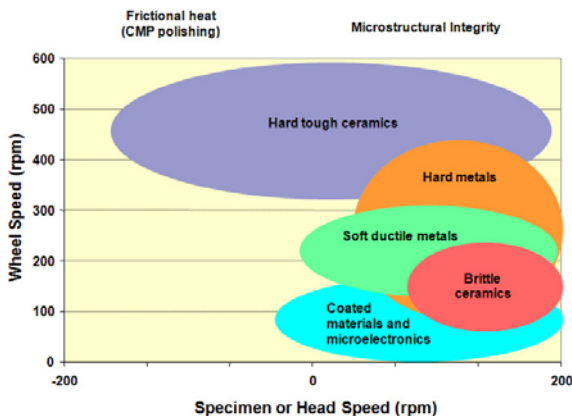 Frictional heat
(CMP polishing)
Microstructural Integrity
600
500
400
300
200
100
0
Wheel Speed (rpm)
Hard tough ceramics
Hard metals
Soft ductile metals
Brittle
ceramics
Coated
materials and
microelectronics
-200
0
200
Specimen or Head Speed (rpm)